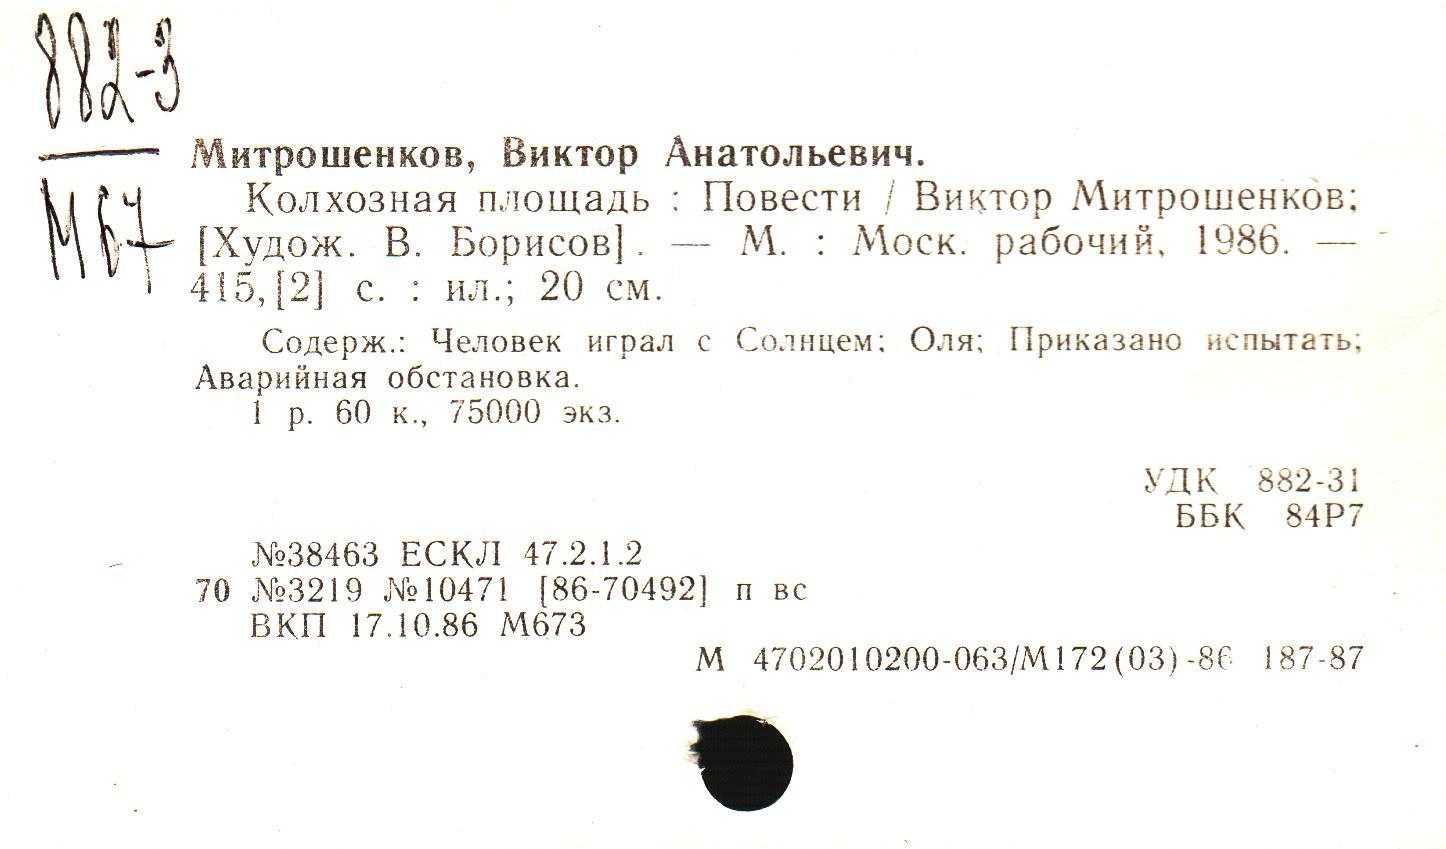 882-3
М67
Митрошенков, Виктор Анатольевич.
Колхозная площадь : Повести / Виктор Митрошенков;
[Худож. В. Борисов]. — М. : Моск. рабочий, 1986. —
415,[2] с. : ил.; 20 см.
Содерж.: Человек играл с Солнцем; Оля; Приказано испытать;
Аварийная обстановка.
1 р. 60 к., 75000 экз.
УДК 882-31
ББК 84Р7
№38463 ЕСКЛ 47.2.1.2
70 №3219 №10471 [86-70492] п вс
ВКП 17.10.86 М673
М 4702010200-063/М172(03)-86 187-87